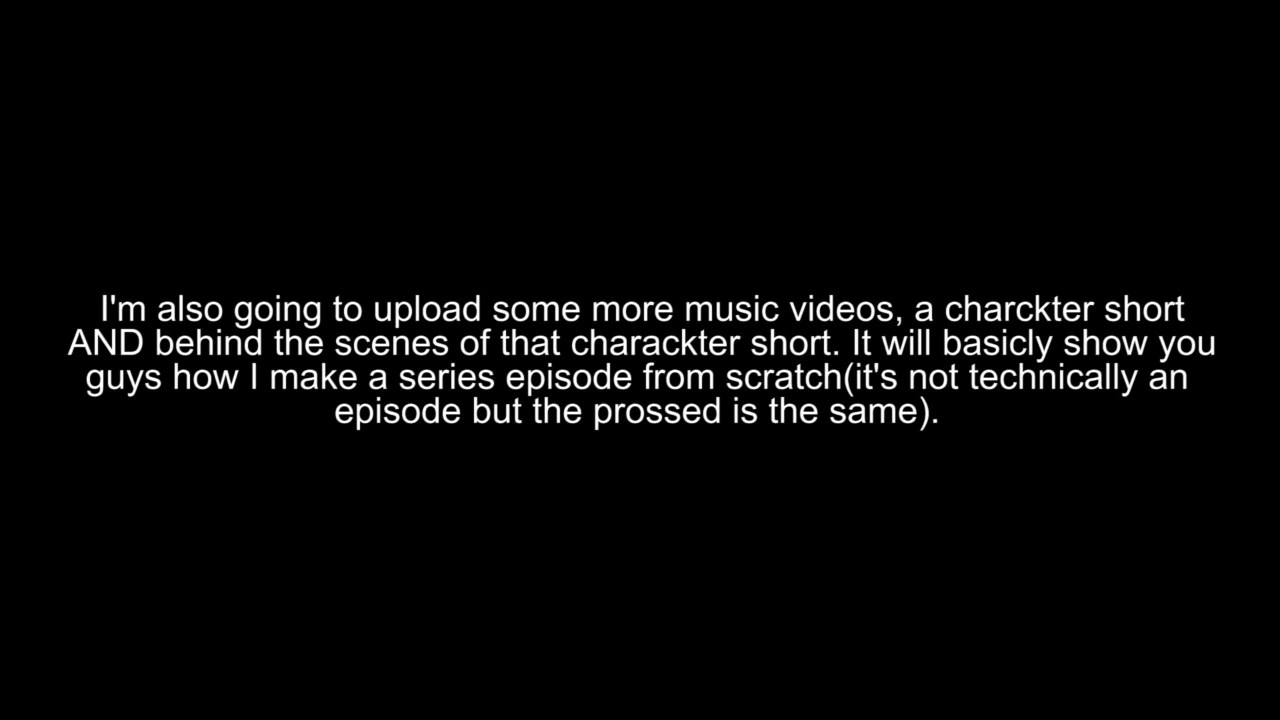 I'm also going to upload some more music videos, a charckter short
AND behind the scenes of that charackter short. It will basicly show you
guys how I make a series episode from scratch(it's not technically an
episode but the prossed is the same).